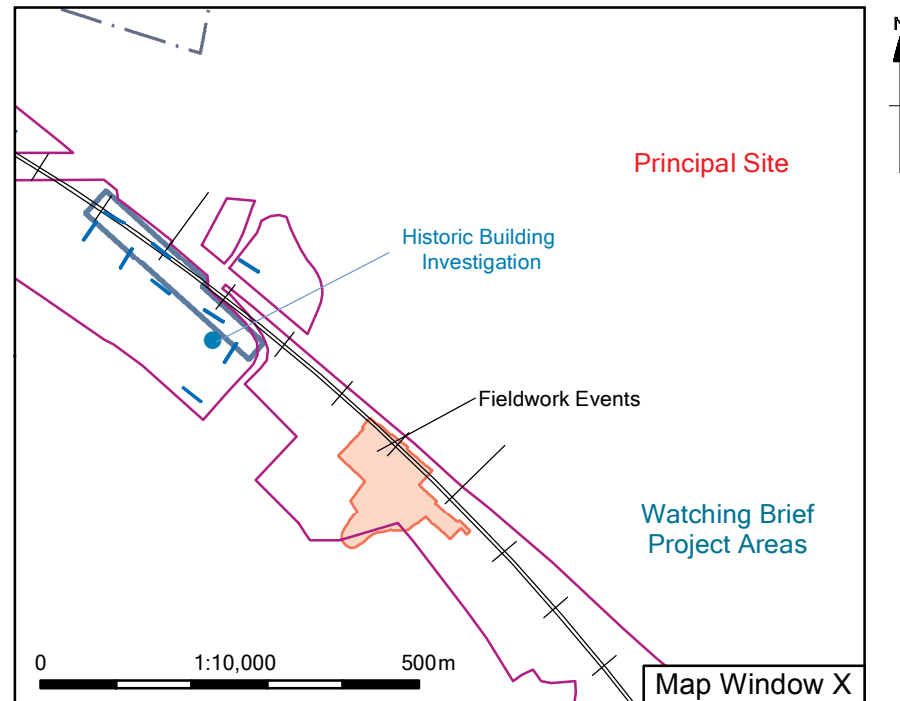 N
Principal Site
Historic Building
Investigation
Fieldwork Events
Watching Brief
Project Areas
0 1:10,000 500m
Map Window X